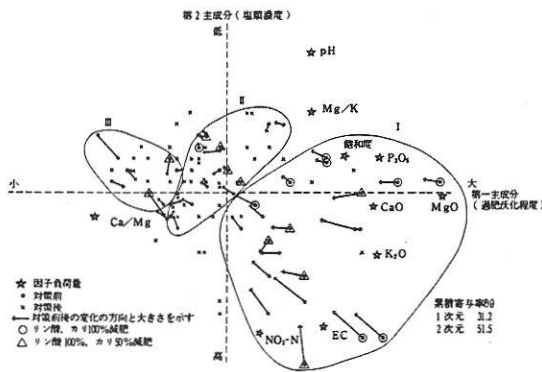 第2主成分(塩類濃度)
低
pH
Mg/K
Ⅱ
Ⅰ
Ⅲ
飽和度
P₂O₅
小
大
第一主成分
(過肥沃化程度)
MgO
CaO
Ca/Mg
K₂O
NO₃-N
EC
高
☆ 因子負荷量
• 対策前
× 対策後
対策前後の変化の方向と大きさを示す
◎ リン酸,カリ100%減肥
△ リン酸100%,カリ50%減肥
累積寄与率(%)
1次元 31.2
2次元 51.5